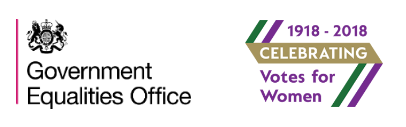 Government
Equalities Office
1918 - 2018
CELEBRATING
Votes for
Women